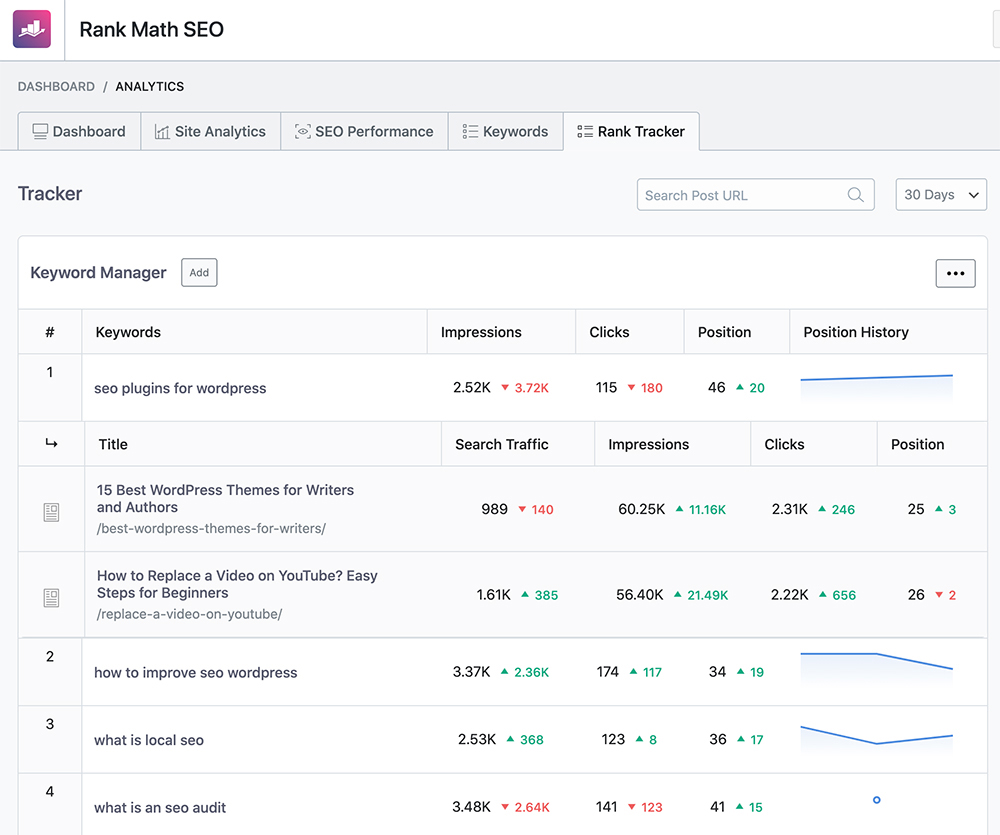 Rank Math SEO
DASHBOARD / ANALYTICS
Dashboard Site Analytics SEO Performance Keywords Rank Tracker
Tracker Search Post URL 30 Days
Keyword Manager Add
# Keywords Impressions Clicks Position Position History
1 seo plugins for wordpress 2.52K ▼ 3.72K 115 ▼ 180 46 ▲ 20
Title Search Traffic Impressions Clicks Position
15 Best WordPress Themes for Writers
and Authors
/best-wordpress-themes-for-writers/
989 ▼ 140 60.25K ▲ 11.16K 2.31K ▲ 246 25 ▲ 3
How to Replace a Video on YouTube? Easy
Steps for Beginners
/replace-a-video-on-youtube/
1.61K ▲ 385 56.40K ▲ 21.49K 2.22K ▲ 656 26 ▼ 2
2 how to improve seo wordpress 3.37K ▲ 2.36K 174 ▲ 117 34 ▲ 19
3 what is local seo 2.53K ▲ 368 123 ▲ 8 36 ▲ 17
4 what is an seo audit 3.48K ▼ 2.64K 141 ▼ 123 41 ▲ 15